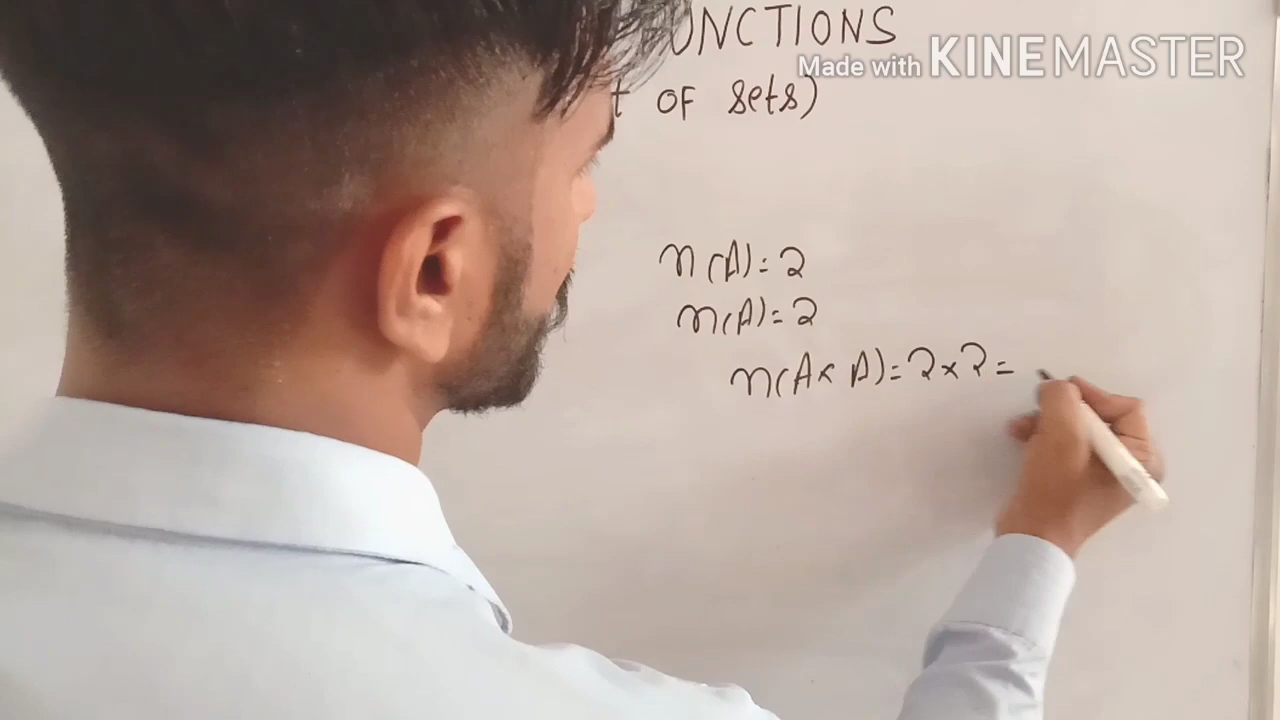 UNCTIONS
Made with KINEMASTER
t OF sets)
n(A)=2
n(A)=2
n(A× A)=2×2=